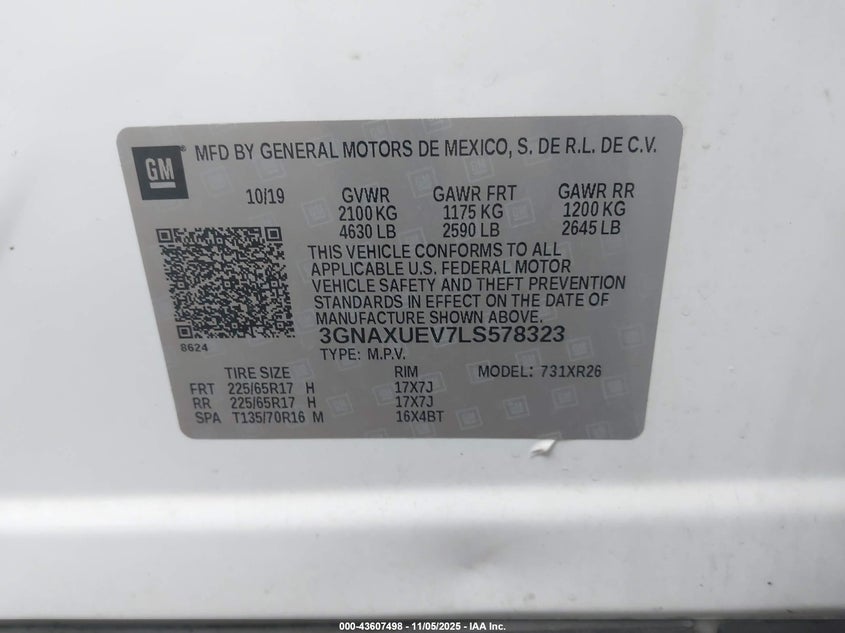 GM
MFD BY GENERAL MOTORS DE MEXICO, S. DE R.L. DE C.V.
10/19 GVWR GAWR FRT GAWR RR
2100 KG 1175 KG 1200 KG
4630 LB 2590 LB 2645 LB
THIS VEHICLE CONFORMS TO ALL
APPLICABLE U.S. FEDERAL MOTOR
VEHICLE SAFETY AND THEFT PREVENTION
STANDARDS IN EFFECT ON THE DATE OF
MANUFACTURE SHOWN ABOVE.
3GNAXUEV7LS578323
8624
TYPE: M.P.V.
TIRE SIZE RIM MODEL: 731XR26
FRT 225/65R17 H 17X7J
RR 225/65R17 H 17X7J
SPA T135/70R16 M 16X4BT
000-43607498 - 11/05/2025 - IAA Inc.